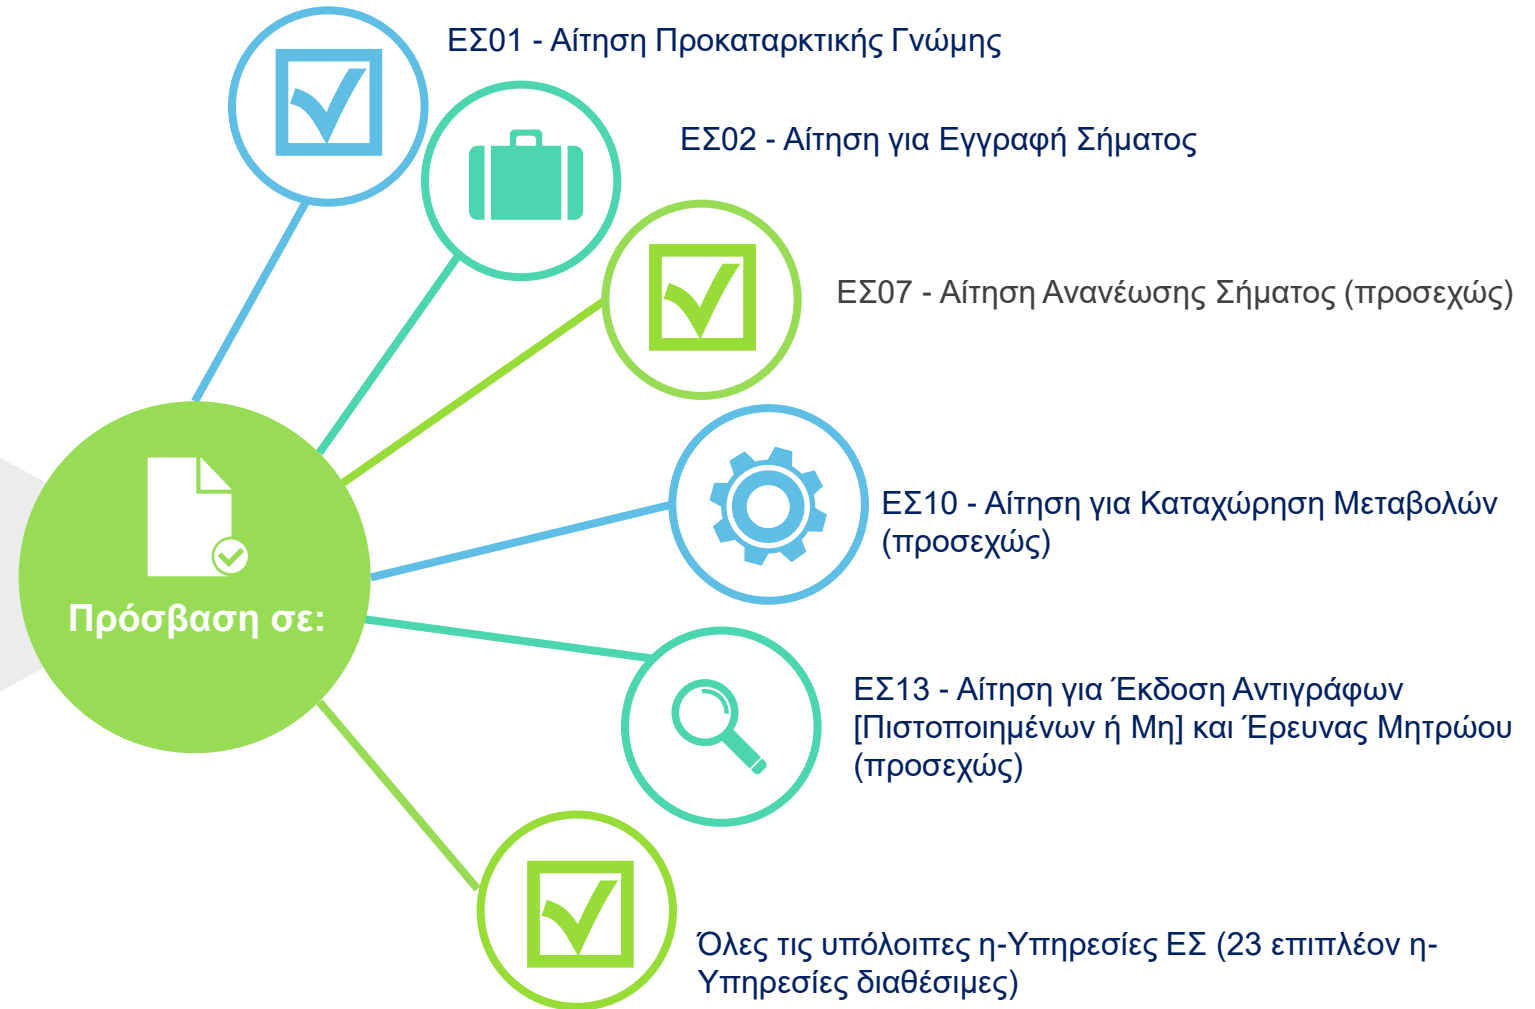 ΕΣ01 - Αίτηση Προκαταρκτικής Γνώμης
ΕΣ02 - Αίτηση για Εγγραφή Σήματος
ΕΣ07 - Αίτηση Ανανέωσης Σήματος (προσεχώς)
ΕΣ10 - Αίτηση για Καταχώρηση Μεταβολών
(προσεχώς)
Πρόσβαση σε:
ΕΣ13 - Αίτηση για Έκδοση Αντιγράφων
[Πιστοποιημένων ή Μη] και Έρευνας Μητρώου
(προσεχώς)
Όλες τις υπόλοιπες η-Υπηρεσίες ΕΣ (23 επιπλέον η-
Υπηρεσίες διαθέσιμες)